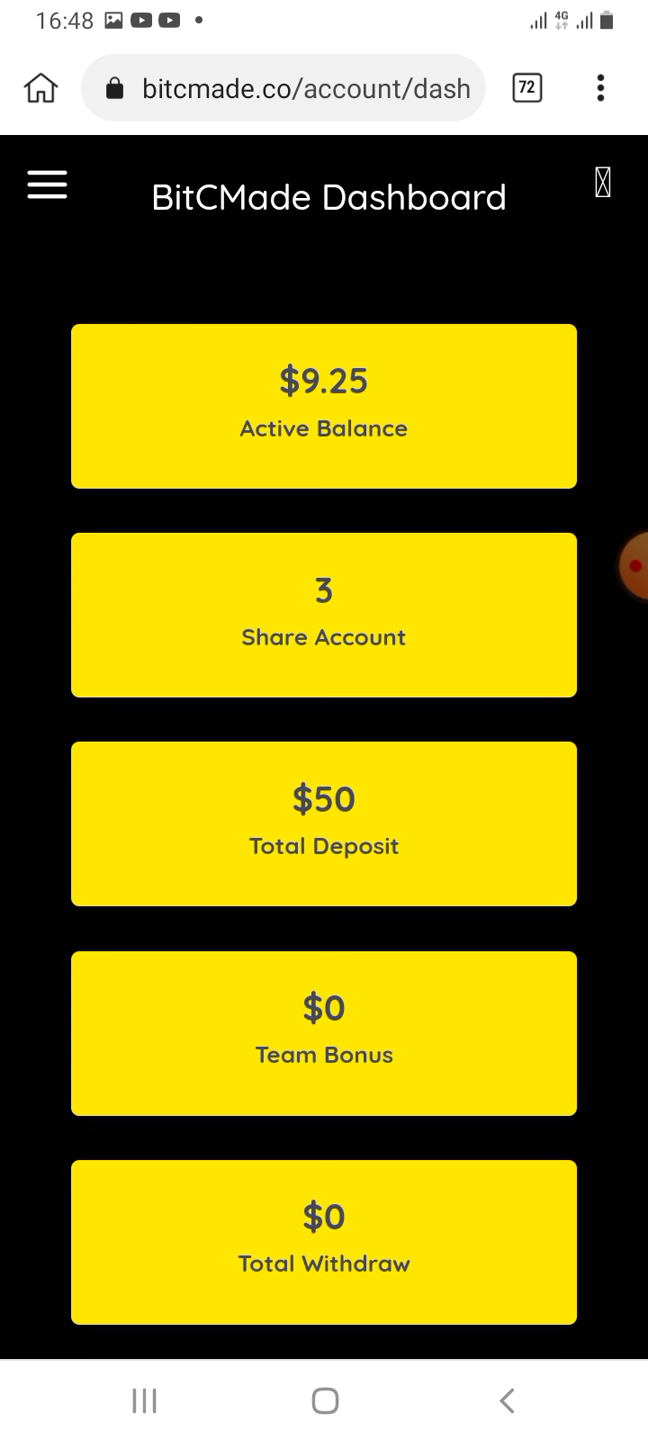 16:48
4G
bitcmade.co/account/dash
72
BitCMade Dashboard
$9.25
Active Balance
3
Share Account
$50
Total Deposit
$0
Team Bonus
$0
Total Withdraw